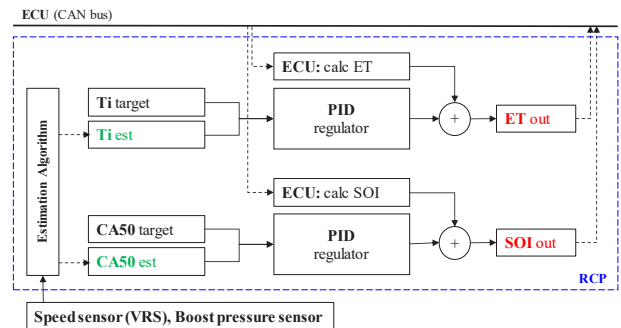 ECU (CAN bus)
ECU: calc ET
Ti target
Ti est
PID
regulator
+
ET out
Estimation Algorithm
ECU: calc SOI
CA50 target
CA50 est
PID
regulator
+
SOI out
RCP
Speed sensor (VRS), Boost pressure sensor